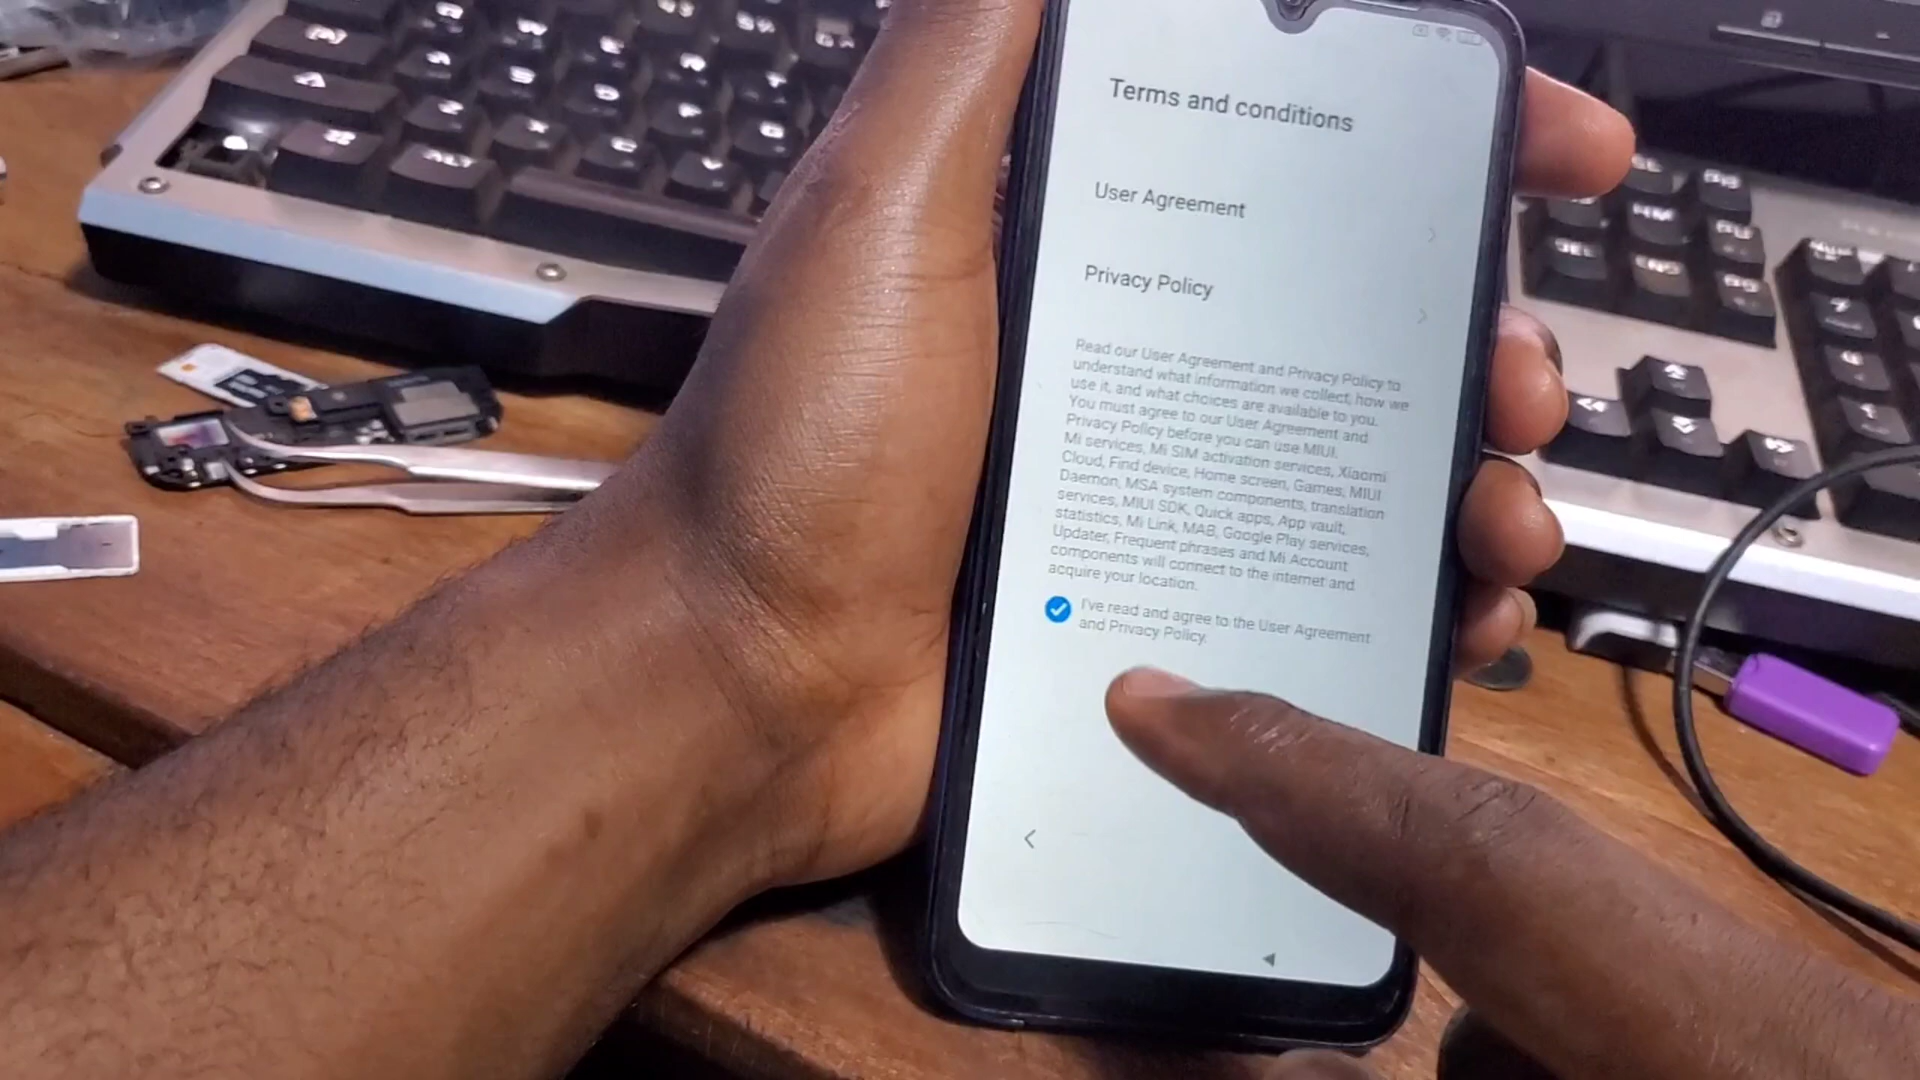 Terms and conditions
User Agreement
Privacy Policy
Read our User Agreement and Privacy Policy to
understand what information we collect, how we
use it, and what choices are available to you.
You must agree to our User Agreement and
Privacy Policy before you can use MIUI.
Mi services, Mi SIM activation services, Xiaomi
Cloud, Find device, Home screen, Games, MIUI
Daemon, MSA system components, translation
services, MIUI SDK, Quick apps, App vault,
statistics, Mi Link, MAB, Google Play services,
Updater, Frequent phrases and Mi Account
components will connect to the internet and
acquire your location.
I've read and agree to the User Agreement
and Privacy Policy.
ALT